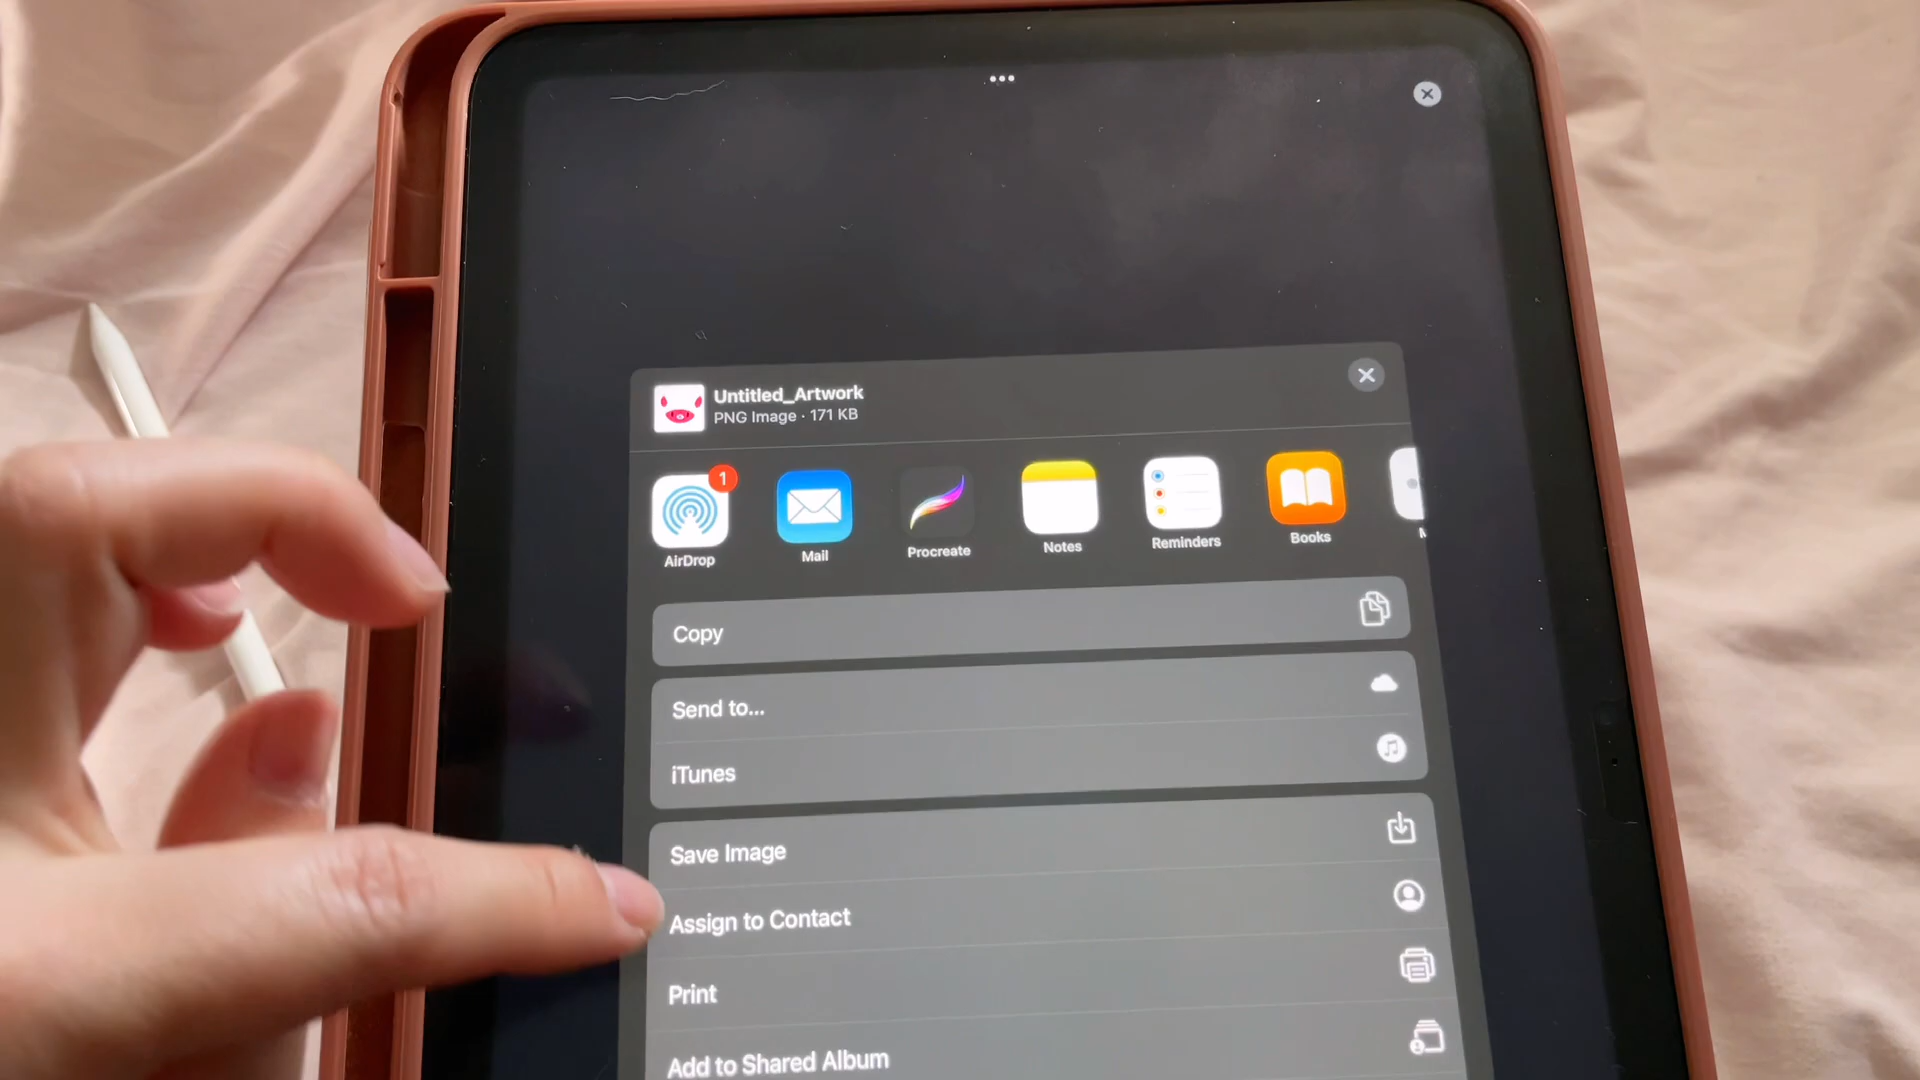 Untitled_Artwork
PNG Image · 171 KB
1
AirDrop
Mail
Procreate
Notes
Reminders
Books
Copy
Send to...
iTunes
Save Image
Assign to Contact
Print
Add to Shared Album